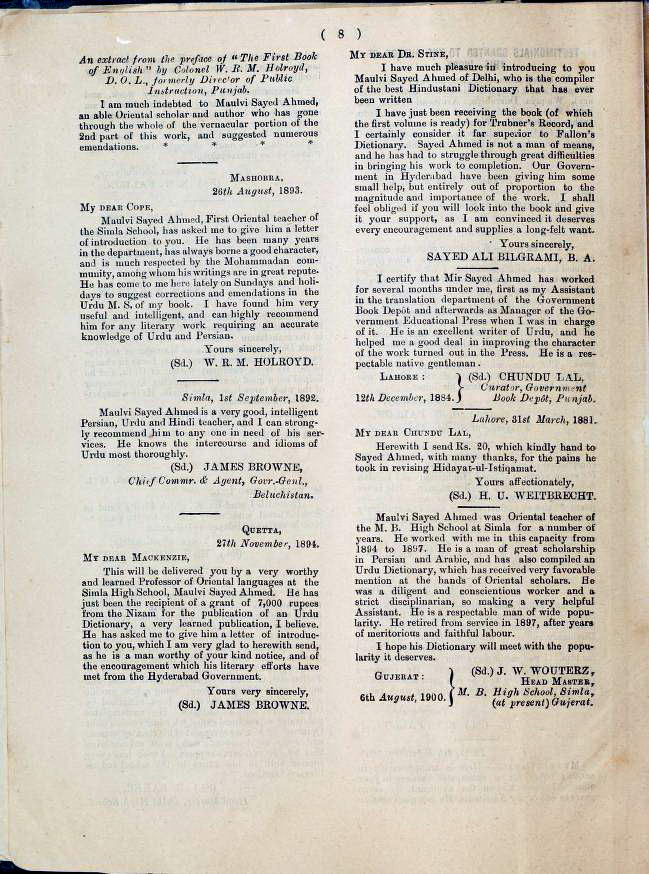 ( 8 )
An extract from the preface of "The First Book
of English" by Colonel W. R. M. Holroyd,
D. O. L., formerly Director of Public
Instruction, Punjab.
I am much indebted to Maulvi Sayed Ahmed,
an able Oriental scholar and author who has gone
through the whole of the vernacular portion of the
2nd part of this work, and suggested numerous
emendations. * * * *
MASHOBRA,
26th August, 1893.
MY DEAR COPE,
Maulvi Sayed Ahmed, First Oriental teacher of
the Simla School, has asked me to give him a letter
of introduction to you. He has been many years
in the department, has always borne a good character,
and is much respected by the Mohammadan com-
munity, among whom his writings are in great repute.
He has come to me here lately on Sundays and holi-
days to suggest corrections and emendations in the
Urdu M. S. of my book. I have found him very
useful and intelligent, and can highly recommend
him for any literary work requiring an accurate
knowledge of Urdu and Persian.
Yours sincerely,
(Sd.) W. R. M. HOLROYD.
Simla, 1st September, 1892.
Maulvi Sayed Ahmed is a very good, intelligent
Persian, Urdu and Hindi teacher, and I can strong-
ly recommend him to any one in need of his ser-
vices. He knows the intercourse and idioms of
Urdu most thoroughly.
(Sd.) JAMES BROWNE,
Chief Commr. & Agent, Govr.-Genl.,
Beluchistan.
QUETTA,
27th November, 1894.
MY DEAR MACKENZIE,
This will be delivered you by a very worthy
and learned Professor of Oriental languages at the
Simla High School, Maulvi Sayed Ahmed. He has
just been the recipient of a grant of 7,000 rupees
from the Nizam for the publication of an Urdu
Dictionary, a very learned publication, I believe.
He has asked me to give him a letter of introduc-
tion to you, which I am very glad to herewith send,
as he is a man worthy of your kind notice, and of
the encouragement which his literary efforts have
met from the Hyderabad Government.
Yours very sincerely,
(Sd.) JAMES BROWNE.
MY DEAR DR. STINE,
I have much pleasure in introducing to you
Maulvi Sayed Ahmed of Delhi, who is the compiler
of the best Hindustani Dictionary that has ever
been written
I have just been receiving the book (of which
the first volume is ready) for Trubner's Record, and
I certainly consider it far superior to Fallon's
Dictionary. Sayed Ahmed is not a man of means,
and he has had to struggle through great difficulties
in bringing his work to completion. Our Govern-
ment in Hyderabad have been giving him some
small help, but entirely out of proportion to the
magnitude and importance of the work. I shall
feel obliged if you will look into the book and give
it your support, as I am convinced it deserves
every encouragement and supplies a long-felt want.
Yours sincerely,
SAYED ALI BILGRAMI, B. A.
I certify that Mir Sayed Ahmed has worked
for several months under me, first as my Assistant
in the translation department of the Government
Book Depôt and afterwards as Manager of the Go-
vernment Educational Press when I was in charge
of it. He is an excellent writer of Urdu, and he
helped me a good deal in improving the character
of the work turned out in the Press. He is a res-
pectable native gentleman.
LAHORE : (Sd.) CHUNDU LAL,
Curator, Government
12th December, 1884. Book Depôt, Punjab.
Lahore, 31st March, 1881.
MY DEAR CHUNDU LAL,
Herewith I send Rs. 20, which kindly hand to
Sayed Ahmed, with many thanks, for the pains he
took in revising Hidayat-ul-Istiqamat.
Yours affectionately,
(Sd.) H. U. WEITBRECHT.
Maulvi Sayed Ahmed was Oriental teacher of
the M. B. High School at Simla for a number of
years. He worked with me in this capacity from
1894 to 1897. He is a man of great scholarship
in Persian and Arabic, and has also compiled an
Urdu Dictionary, which has received very favorable
mention at the hands of Oriental scholars. He
was a diligent and conscientious worker and a
strict disciplinarian, so making a very helpful
Assistant. He is a respectable man of wide popu-
larity. He retired from service in 1897, after years
of meritorious and faithful labour.
I hope his Dictionary will meet with the popu-
larity it deserves.
GUJERAT : (Sd.) J. W. WOUTERZ,
HEAD MASTER,
6th August, 1900. M. B. High School, Simla,
(at present) Gujerat.